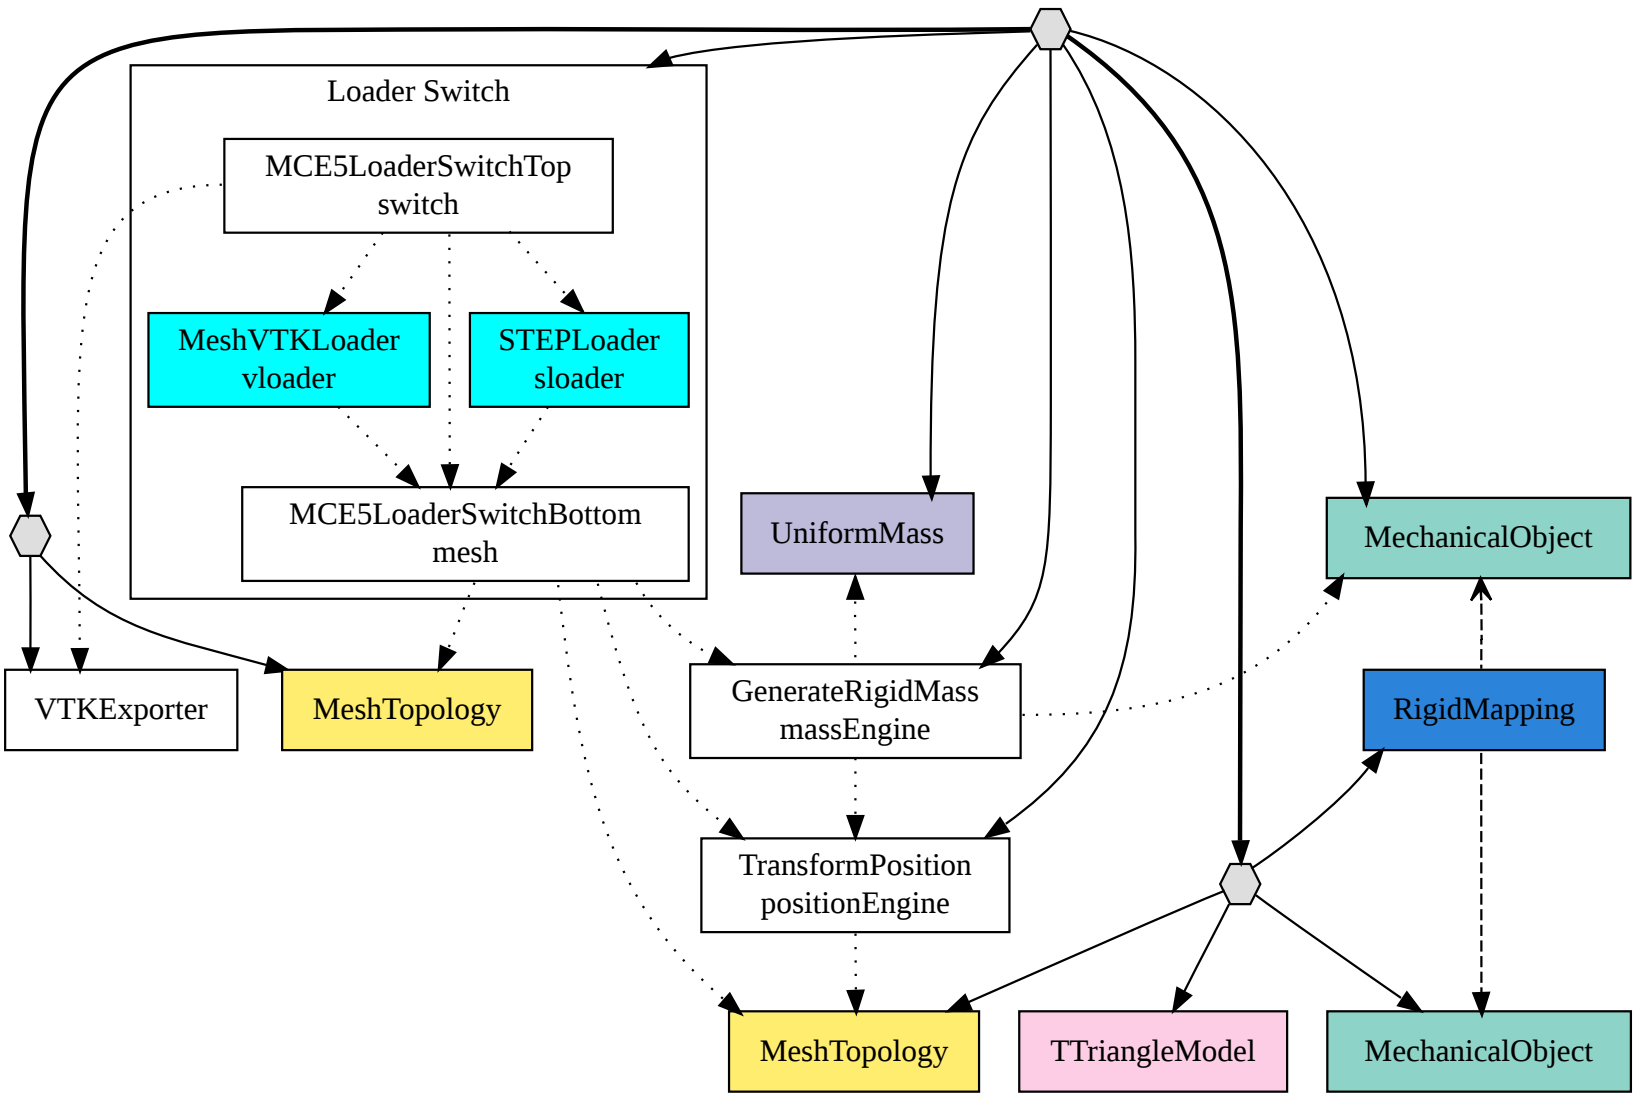 Loader Switch
MCE5LoaderSwitchTop
switch
MeshVTKLoader
vloader
STEPLoader
sloader
MCE5LoaderSwitchBottom
mesh
UniformMass
MechanicalObject
VTKExporter
MeshTopology
GenerateRigidMass
massEngine
RigidMapping
TransformPosition
positionEngine
MeshTopology
TTriangleModel
MechanicalObject